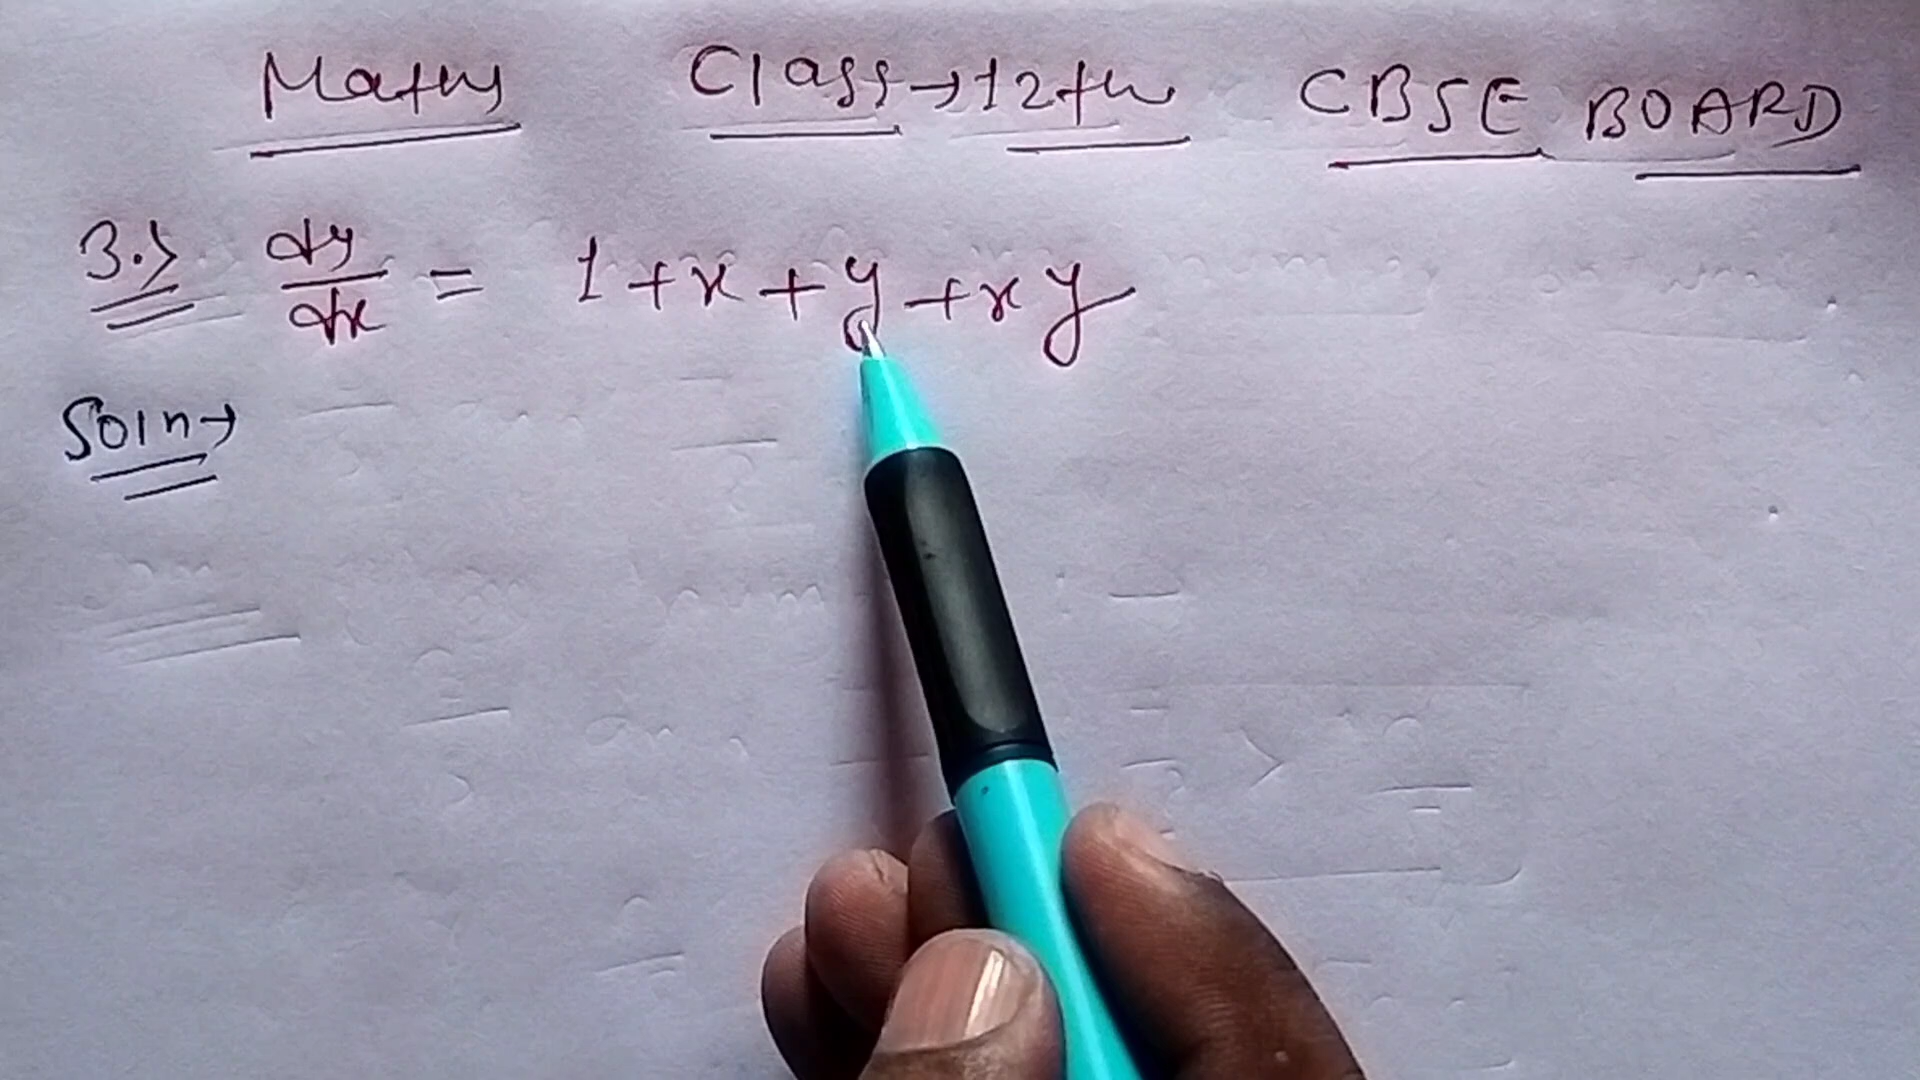 Maths Class→12th CBSE BOARD
3.> dy/dx = 1+x+y+xy
Soln→